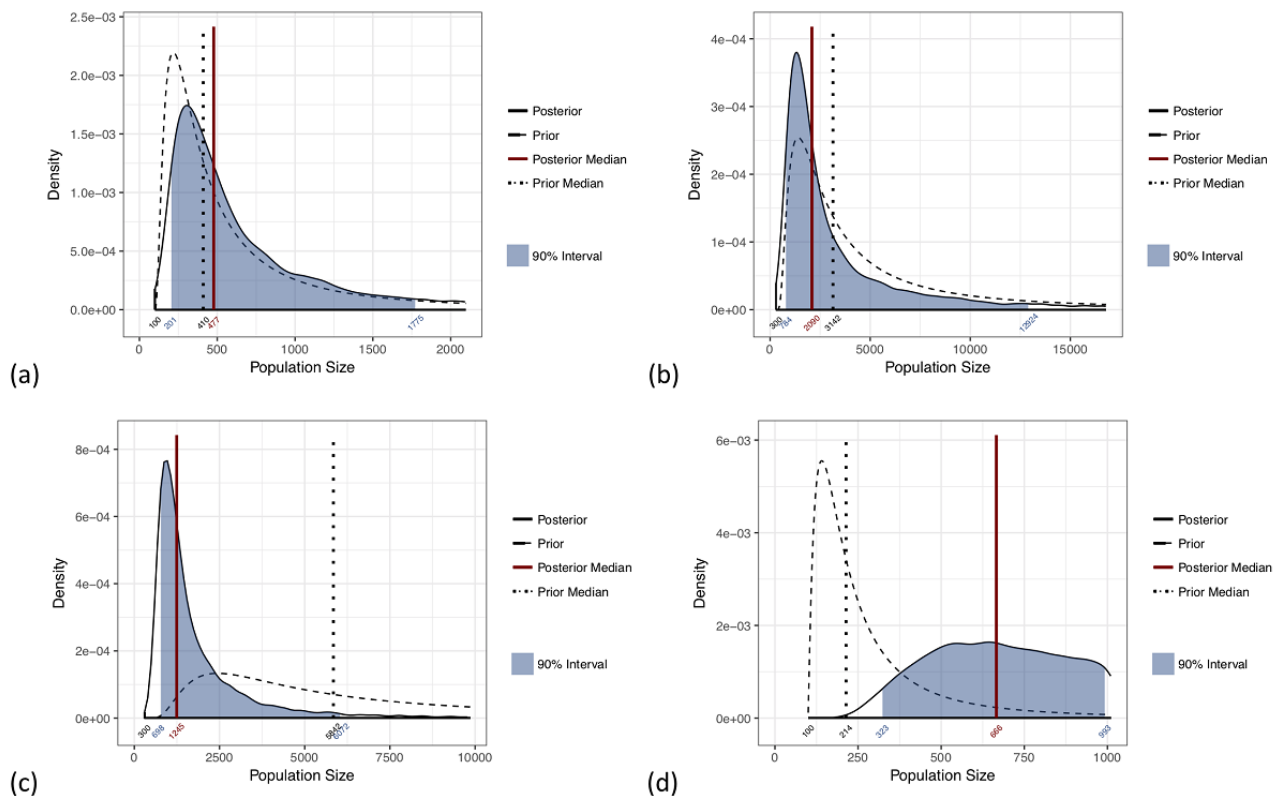 2.5e−03
2.0e−03
1.5e−03
1.0e−03
5.0e−04
0.0e+00
Density
100
201
410
477
1775
0
500
1000
1500
2000
Population Size
Posterior
Prior
Posterior Median
Prior Median
90% Interval
(a)
4e−04
3e−04
2e−04
1e−04
0e+00
Density
300
784
2090
3142
12924
0
5000
10000
15000
Population Size
Posterior
Prior
Posterior Median
Prior Median
90% Interval
(b)
8e−04
6e−04
4e−04
2e−04
0e+00
Density
300
698
1245
5842
6072
0
2500
5000
7500
10000
Population Size
Posterior
Prior
Posterior Median
Prior Median
90% Interval
(c)
6e−03
4e−03
2e−03
0e+00
Density
100
214
323
666
993
0
250
500
750
1000
Population Size
Posterior
Prior
Posterior Median
Prior Median
90% Interval
(d)